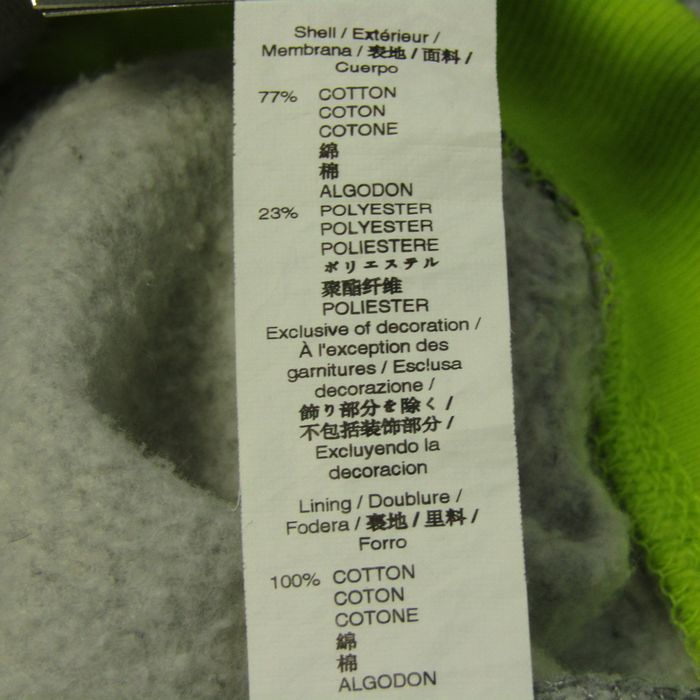 Shell / Extérieur /
Membrana / 表地 / 面料 /
Cuerpo
77% COTTON
COTON
COTONE
綿
棉
ALGODON
23% POLYESTER
POLYESTER
POLIESTERE
ポリエステル
聚酯纤维
POLIESTER
Exclusive of decoration /
À l'exception des
garnitures / Esclusa
decorazione /
飾り部分を除く /
不包括装饰部分 /
Excluyendo la
decoracion
Lining / Doublure /
Fodera / 裏地 / 里料 /
Forro
100% COTTON
COTON
COTONE
綿
棉
ALGODON